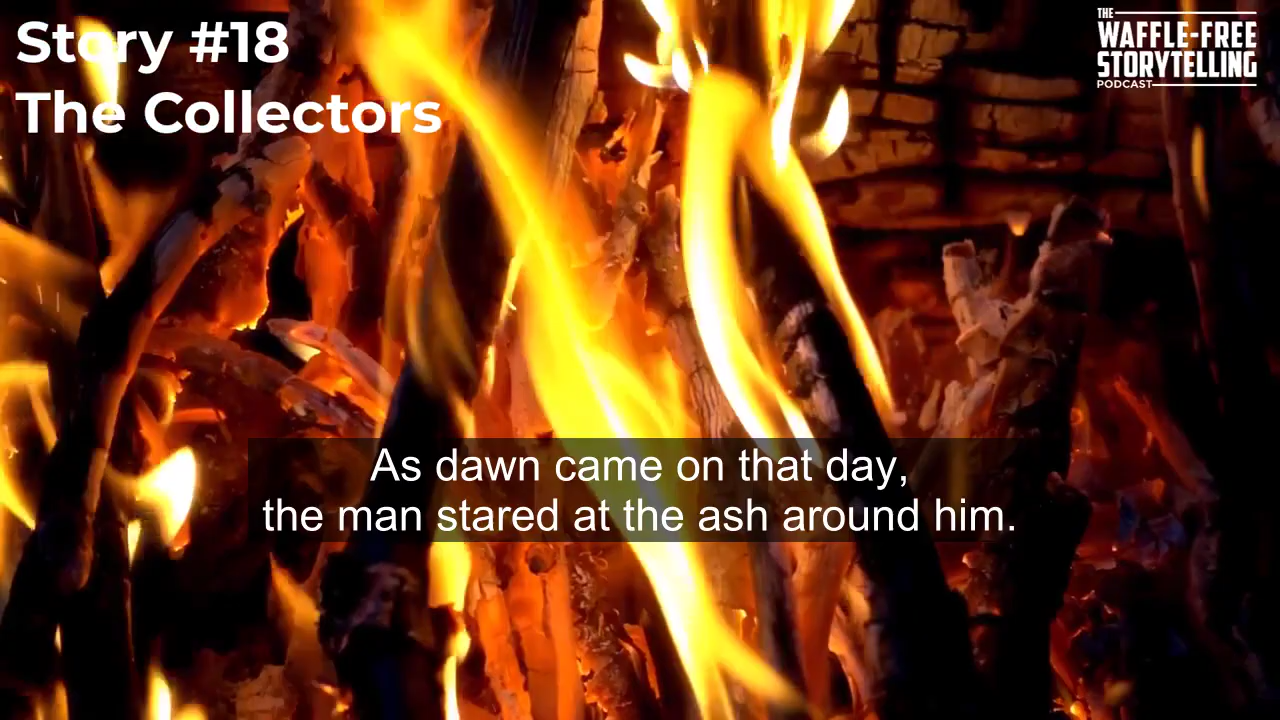 Story #18
The Collectors
THE
WAFFLE-FREE
STORYTELLING
PODCAST
As dawn came on that day,
the man stared at the ash around him.